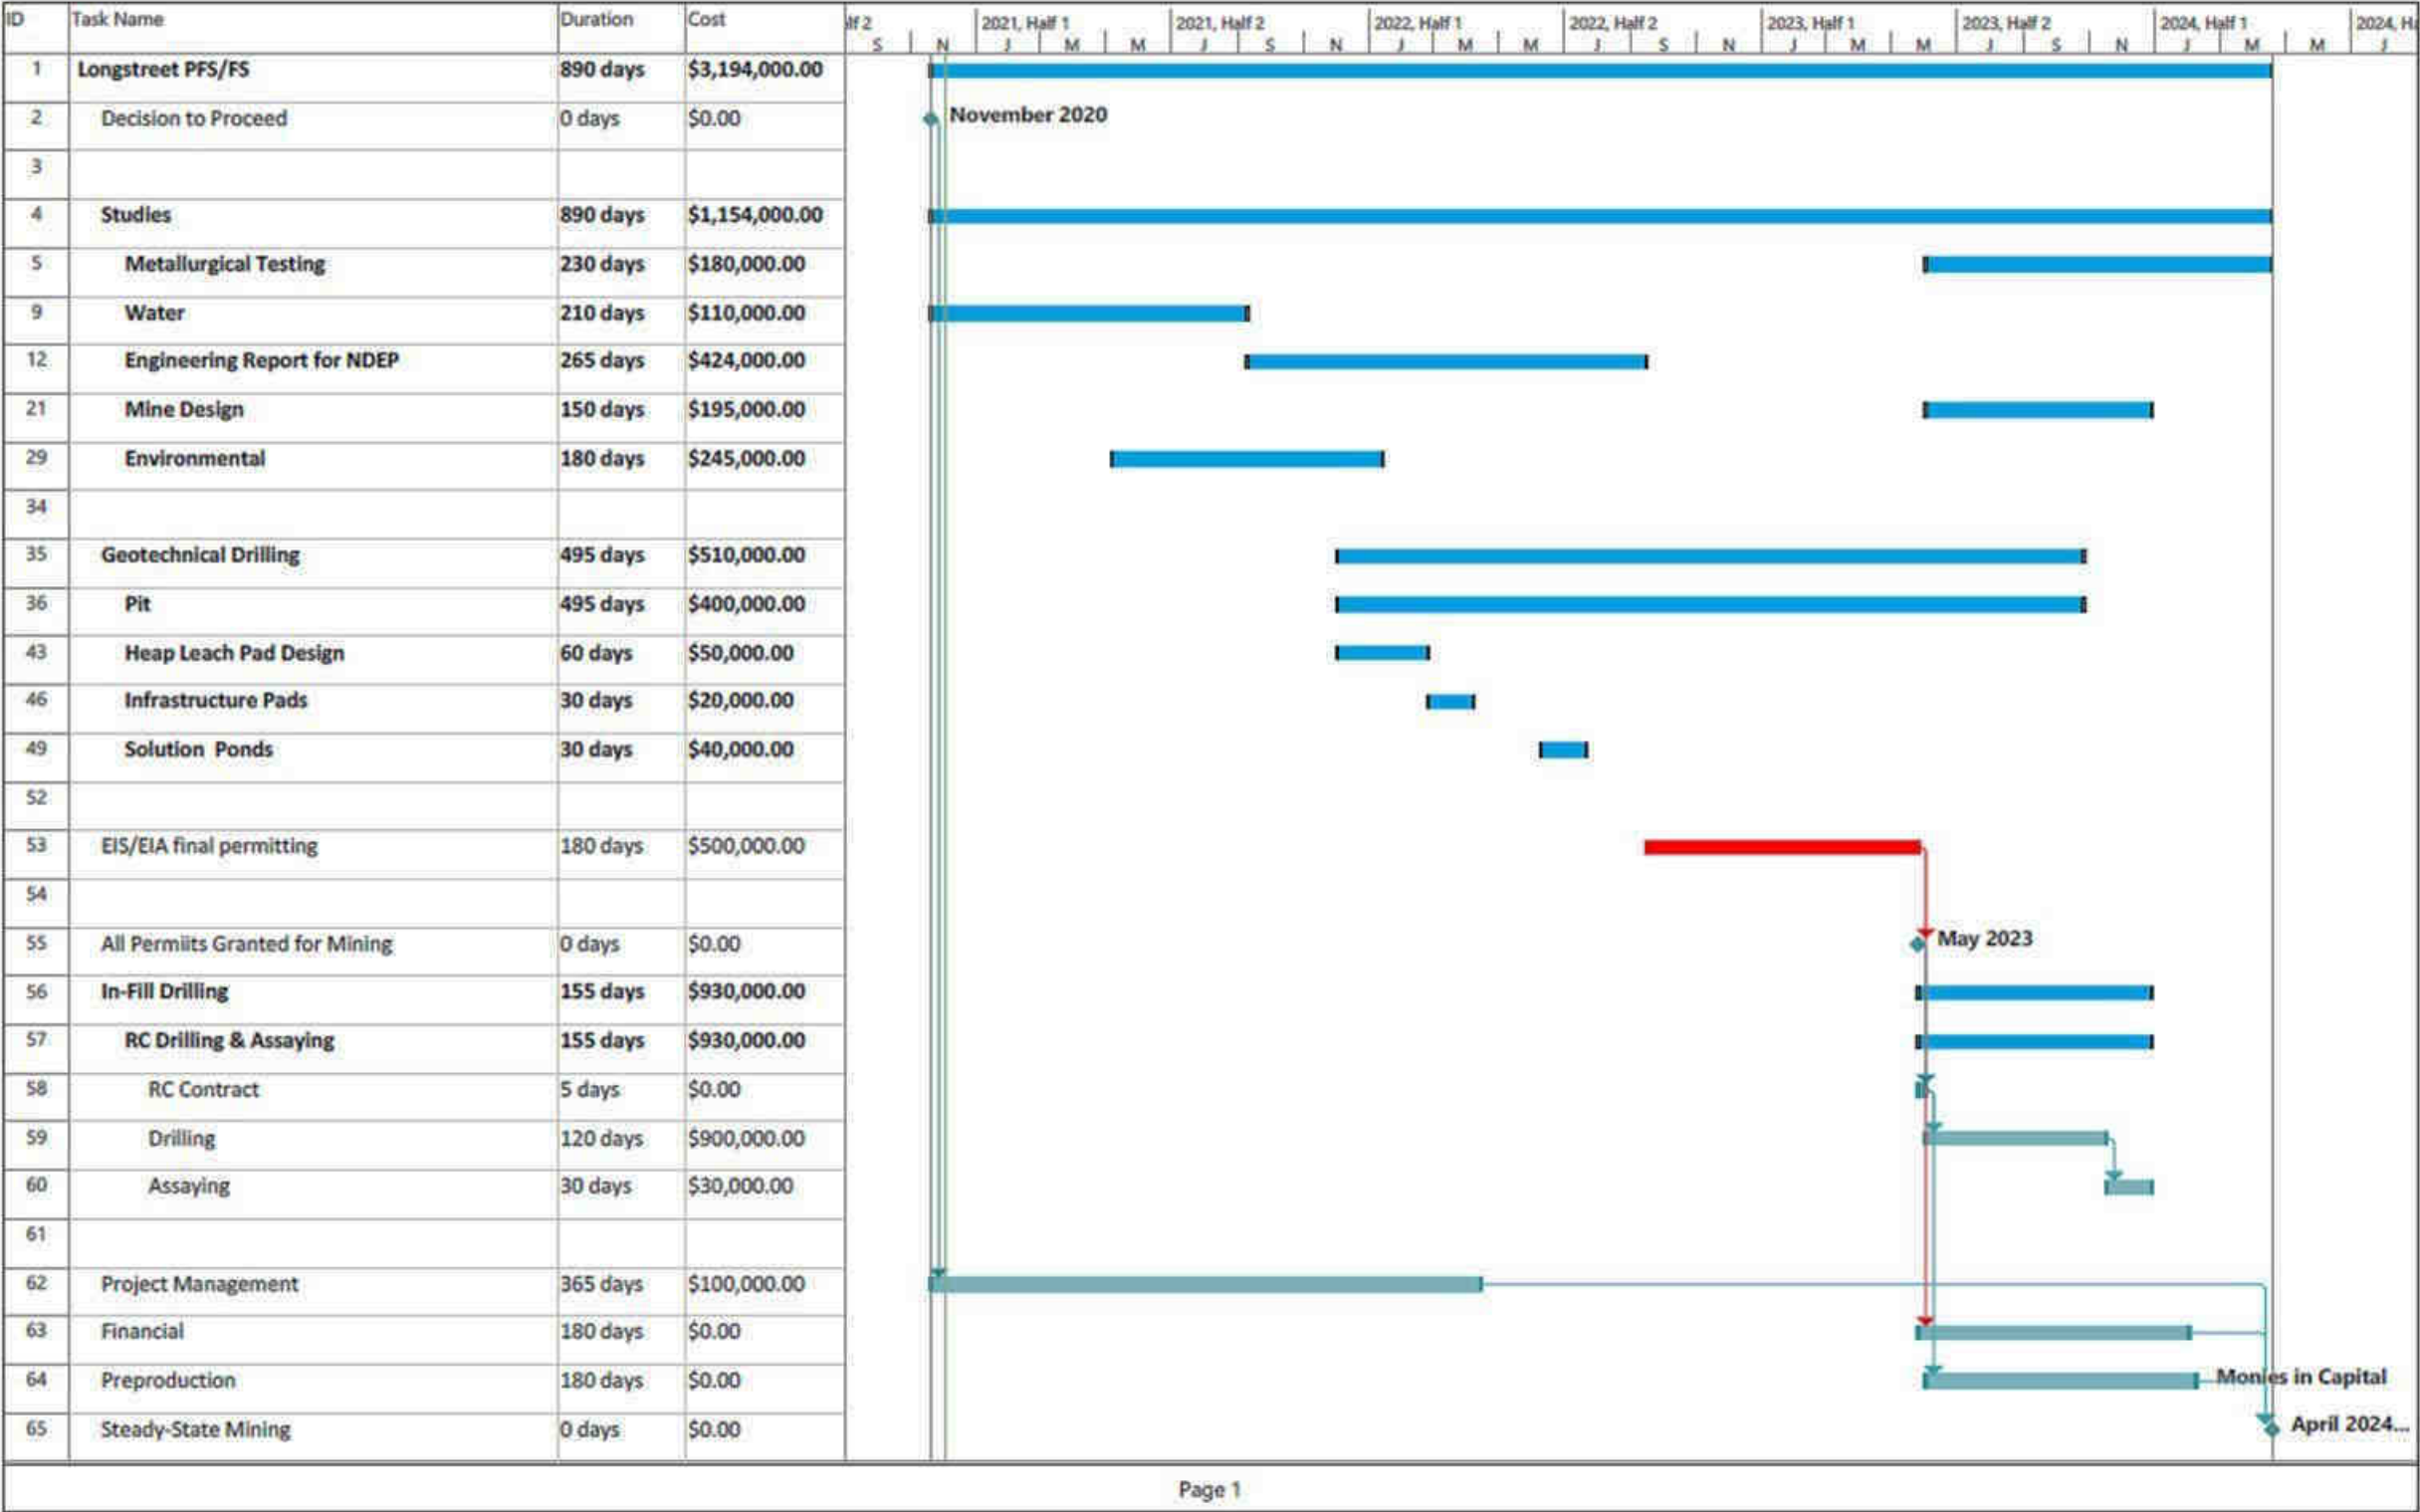 ID Task Name Duration Cost lf 2 2021, Half 1 2021, Half 2 2022, Half 1 2022, Half 2 2023, Half 1 2023, Half 2 2024, Half 1 2024, H
S N J M M J S N J M M J S N J M M J S N J M M J
1 Longstreet PFS/FS 890 days $3,194,000.00
2 Decision to Proceed 0 days $0.00 November 2020
3
4 Studies 890 days $1,154,000.00
5 Metallurgical Testing 230 days $180,000.00
9 Water 210 days $110,000.00
12 Engineering Report for NDEP 265 days $424,000.00
21 Mine Design 150 days $195,000.00
29 Environmental 180 days $245,000.00
34
35 Geotechnical Drilling 495 days $510,000.00
36 Pit 495 days $400,000.00
43 Heap Leach Pad Design 60 days $50,000.00
46 Infrastructure Pads 30 days $20,000.00
49 Solution Ponds 30 days $40,000.00
52
53 EIS/EIA final permitting 180 days $500,000.00
54
55 All Permiits Granted for Mining 0 days $0.00 May 2023
56 In-Fill Drilling 155 days $930,000.00
57 RC Drilling & Assaying 155 days $930,000.00
58 RC Contract 5 days $0.00
59 Drilling 120 days $900,000.00
60 Assaying 30 days $30,000.00
61
62 Project Management 365 days $100,000.00
63 Financial 180 days $0.00
64 Preproduction 180 days $0.00 Monies in Capital
65 Steady-State Mining 0 days $0.00 April 2024...
Page 1